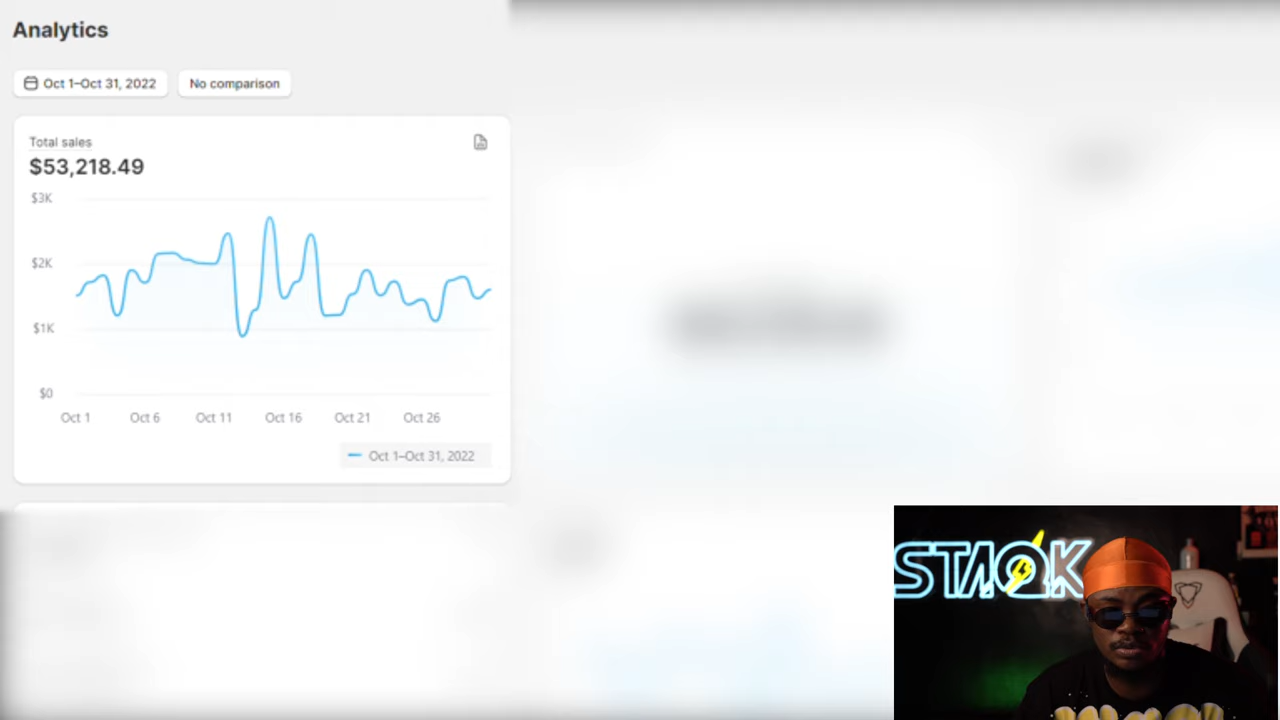 Analytics
Oct 1–Oct 31, 2022
No comparison
Total sales
$53,218.49
$3K
$2K
$1K
$0
Oct 1
Oct 6
Oct 11
Oct 16
Oct 21
Oct 26
Oct 1–Oct 31, 2022
STAQK